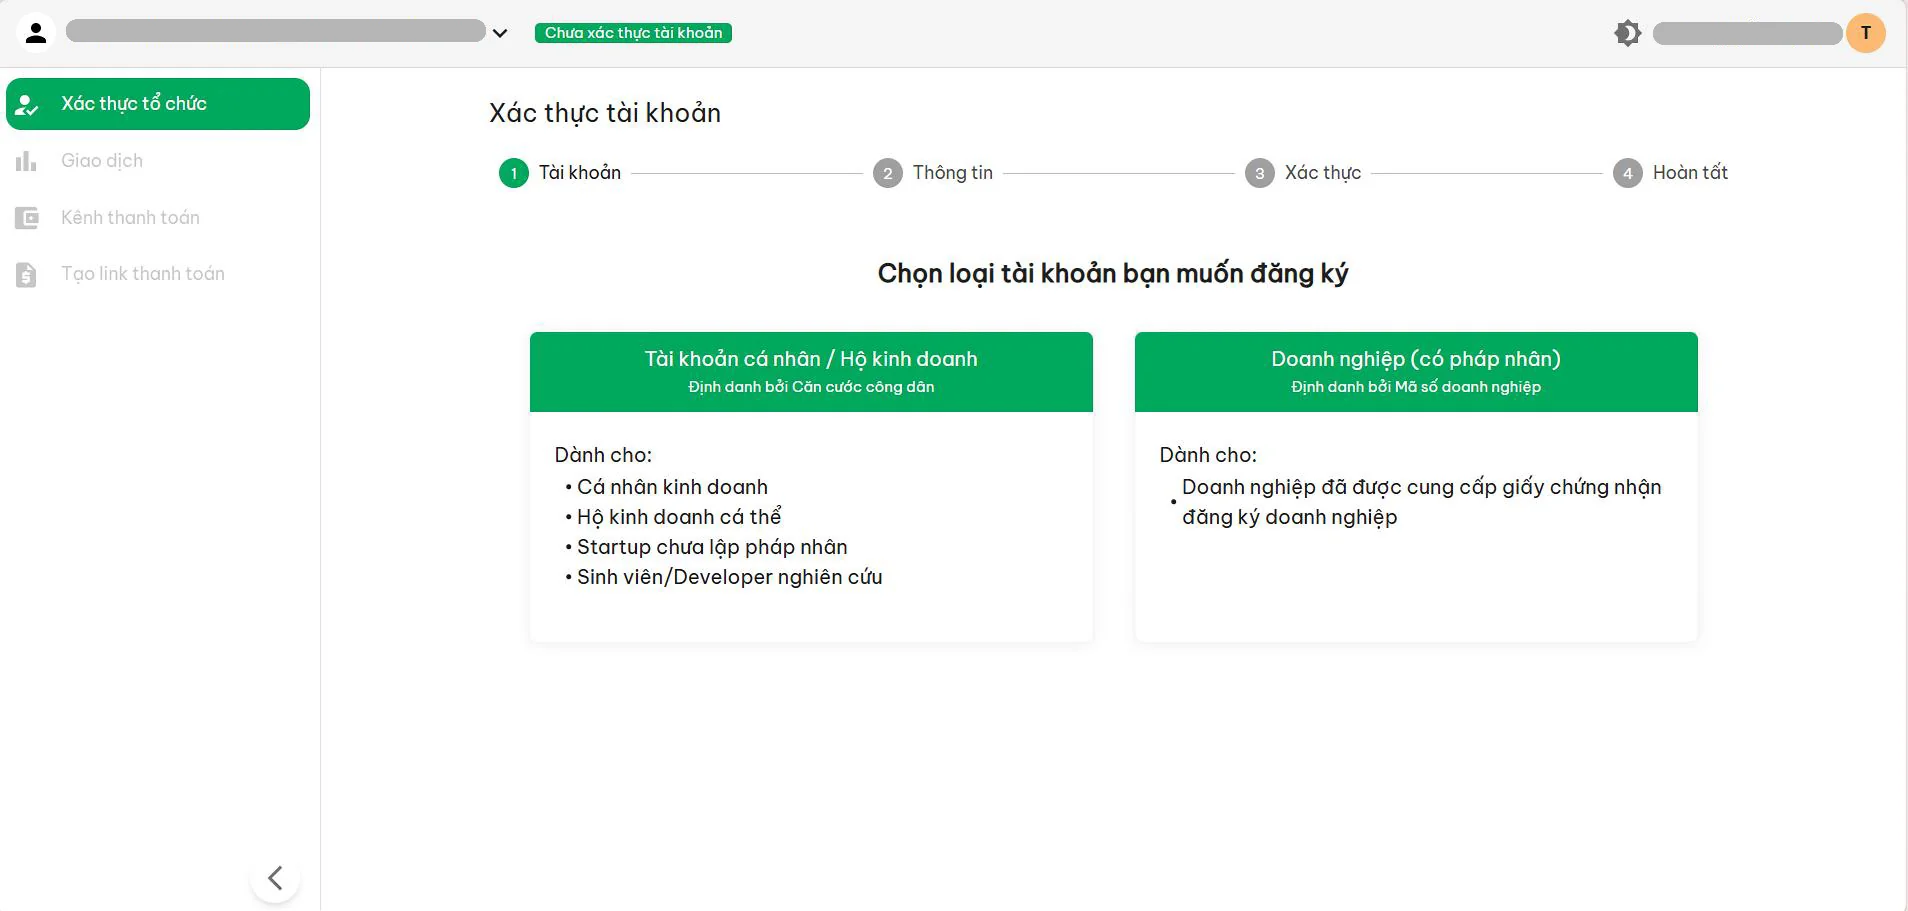 Chưa xác thực tài khoản
T
Xác thực tổ chức
Giao dịch
Kênh thanh toán
Tạo link thanh toán
Xác thực tài khoản
1 Tài khoản
2 Thông tin
3 Xác thực
4 Hoàn tất
Chọn loại tài khoản bạn muốn đăng ký
Tài khoản cá nhân / Hộ kinh doanh
Định danh bởi Căn cước công dân
Dành cho:
• Cá nhân kinh doanh
• Hộ kinh doanh cá thể
• Startup chưa lập pháp nhân
• Sinh viên/Developer nghiên cứu
Doanh nghiệp (có pháp nhân)
Định danh bởi Mã số doanh nghiệp
Dành cho:
• Doanh nghiệp đã được cung cấp giấy chứng nhận
đăng ký doanh nghiệp